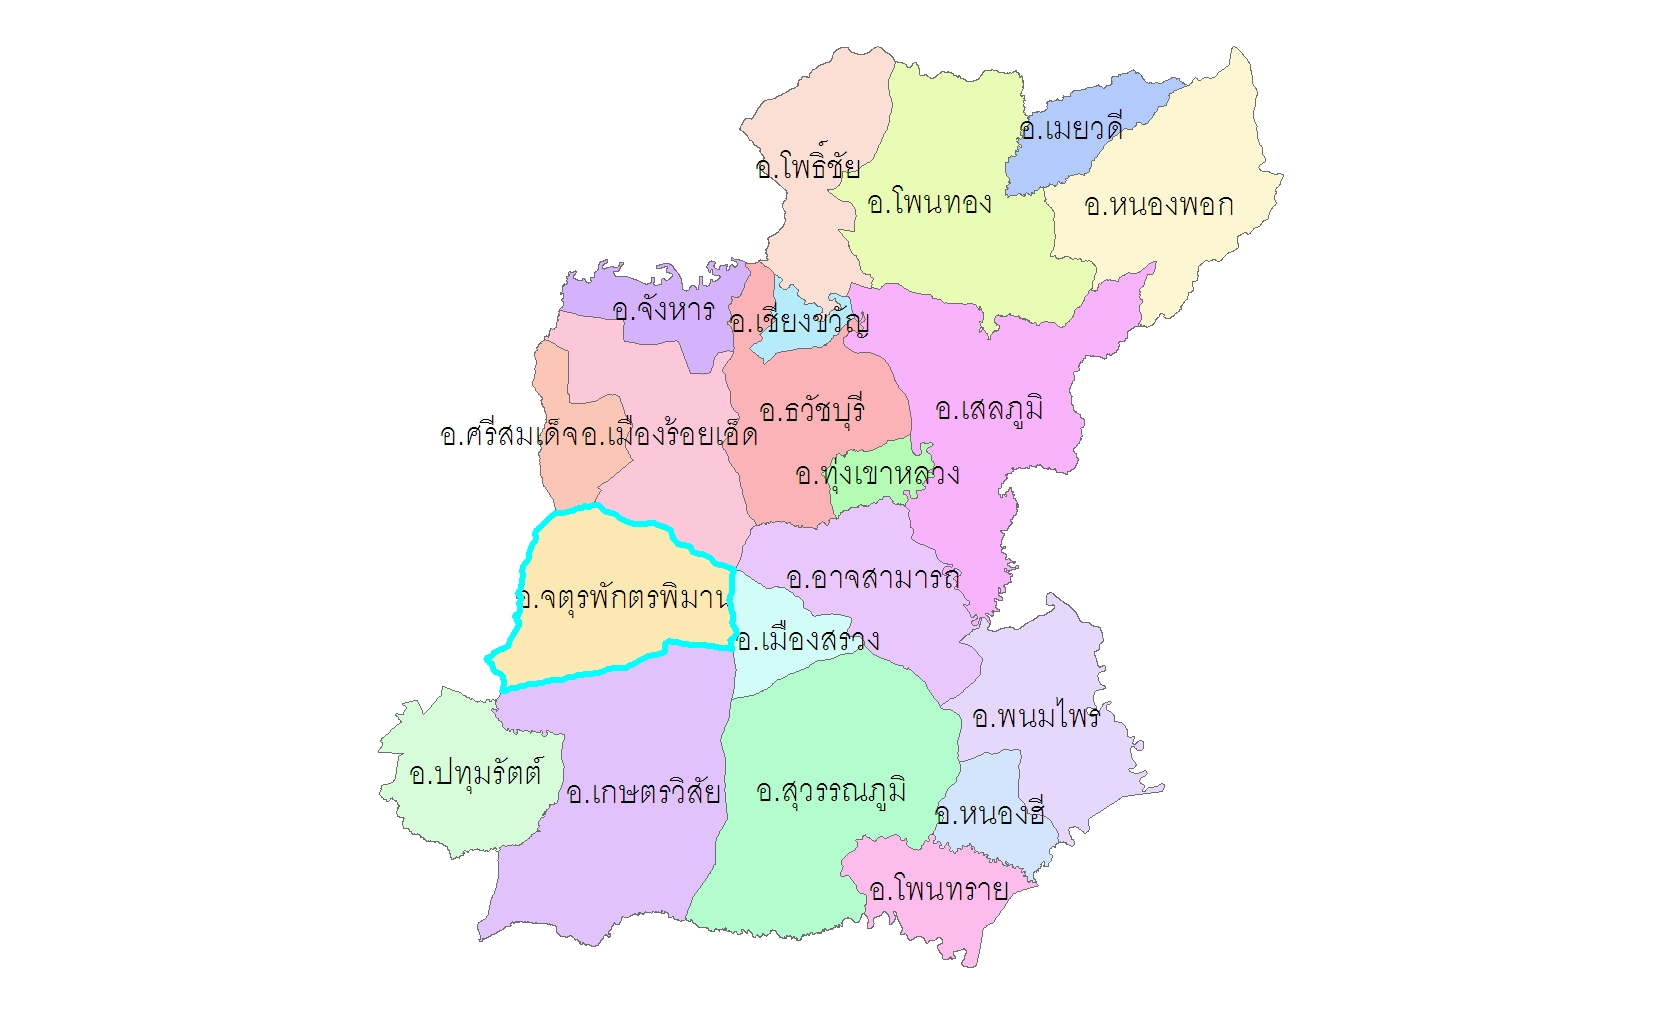 อ.เมยวดี
อ.โพธิ์ชัย
อ.โพนทอง
อ.หนองพอก
อ.จังหาร
อ.เชียงขวัญ
อ.ธวัชบุรี
อ.เสลภูมิ
อ.ศรีสมเด็จ
อ.เมืองร้อยเอ็ด
อ.ทุ่งเขาหลวง
อ.อาจสามารถ
อ.จตุรพักตรพิมาน
อ.เมืองสรวง
อ.พนมไพร
อ.ปทุมรัตต์
อ.เกษตรวิสัย
อ.สุวรรณภูมิ
อ.หนองฮี
อ.โพนทราย